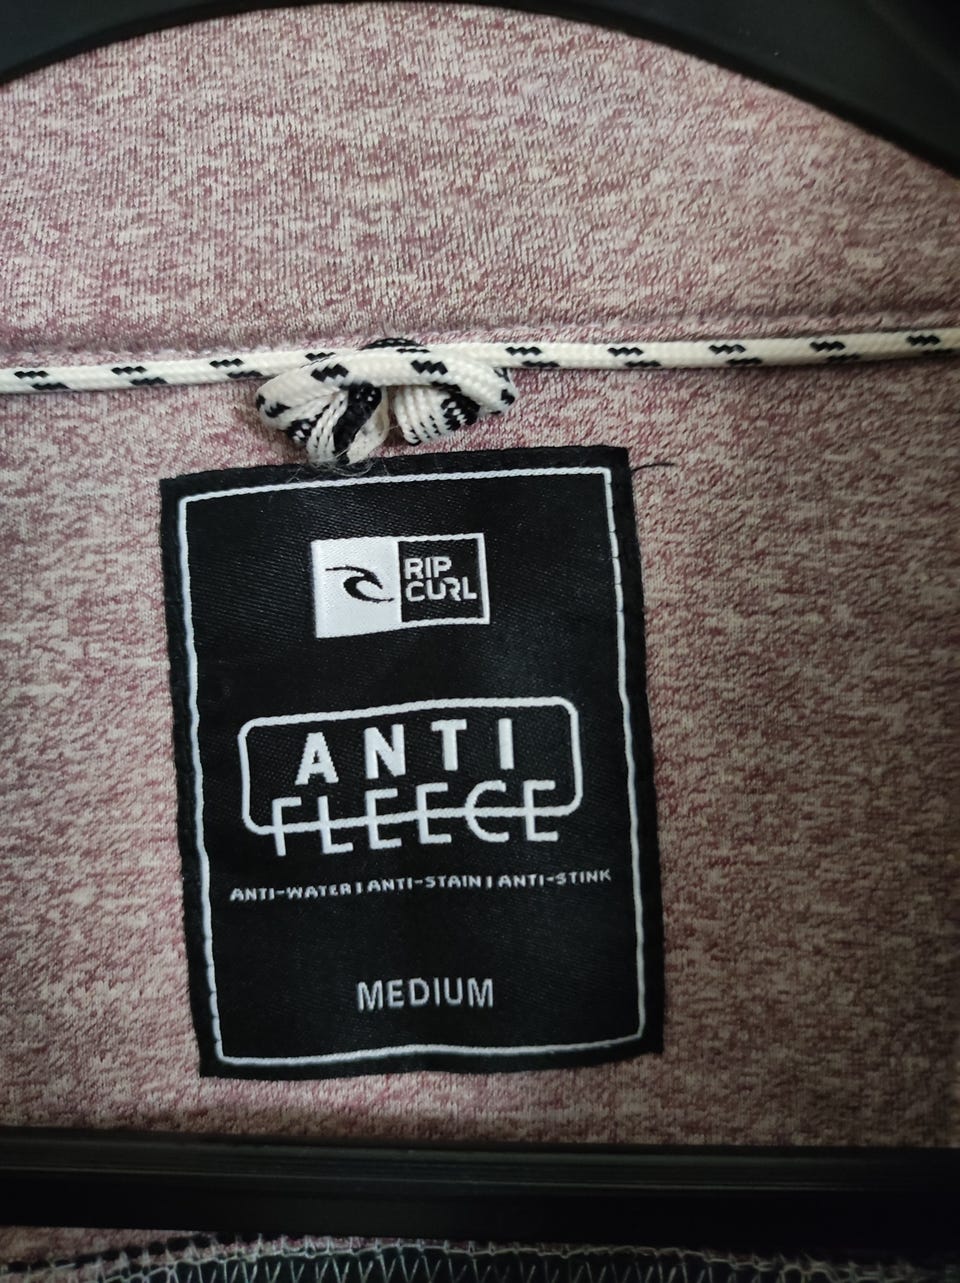 RIP
CURL
ANTI
FLEECE
ANTI-WATER | ANTI-STAIN | ANTI-STINK
MEDIUM